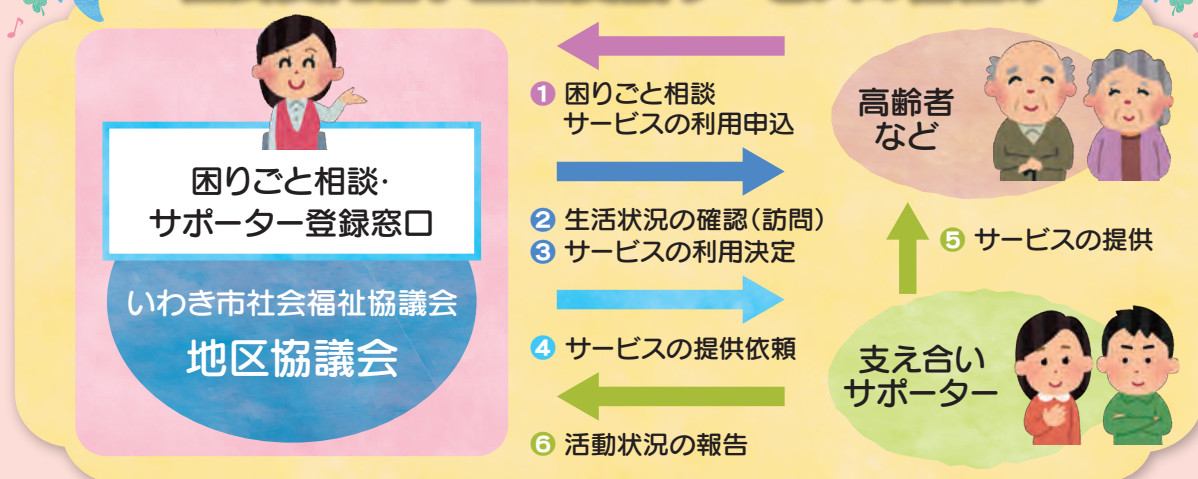 困りごと相談・
サポーター登録窓口
いわき市社会福祉協議会
地区協議会
❶ 困りごと相談
サービスの利用申込
❷ 生活状況の確認（訪問）
❸ サービスの利用決定
❹ サービスの提供依頼
❻ 活動状況の報告
高齢者
など
❺ サービスの提供
支え合い
サポーター